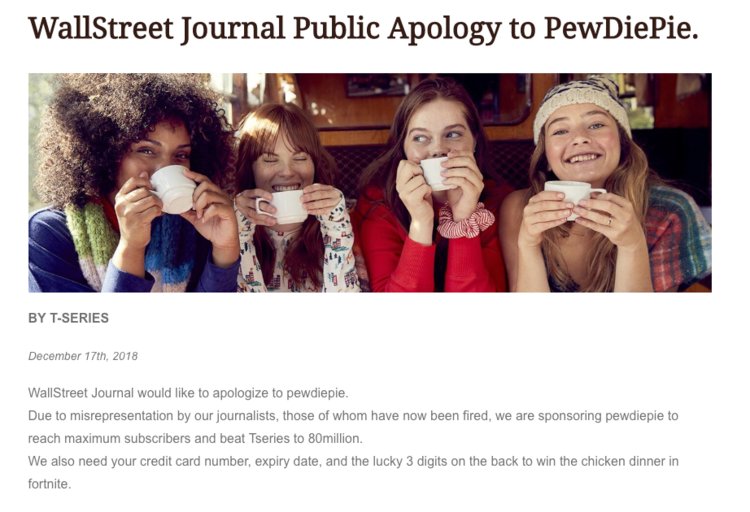 WallStreet Journal Public Apology to PewDiePie.
BY T-SERIES
December 17th, 2018
WallStreet Journal would like to apologize to pewdiepie.
Due to misrepresentation by our journalists, those of whom have now been fired, we are sponsoring pewdiepie to
reach maximum subscribers and beat Tseries to 80million.
We also need your credit card number, expiry date, and the lucky 3 digits on the back to win the chicken dinner in
fortnite.